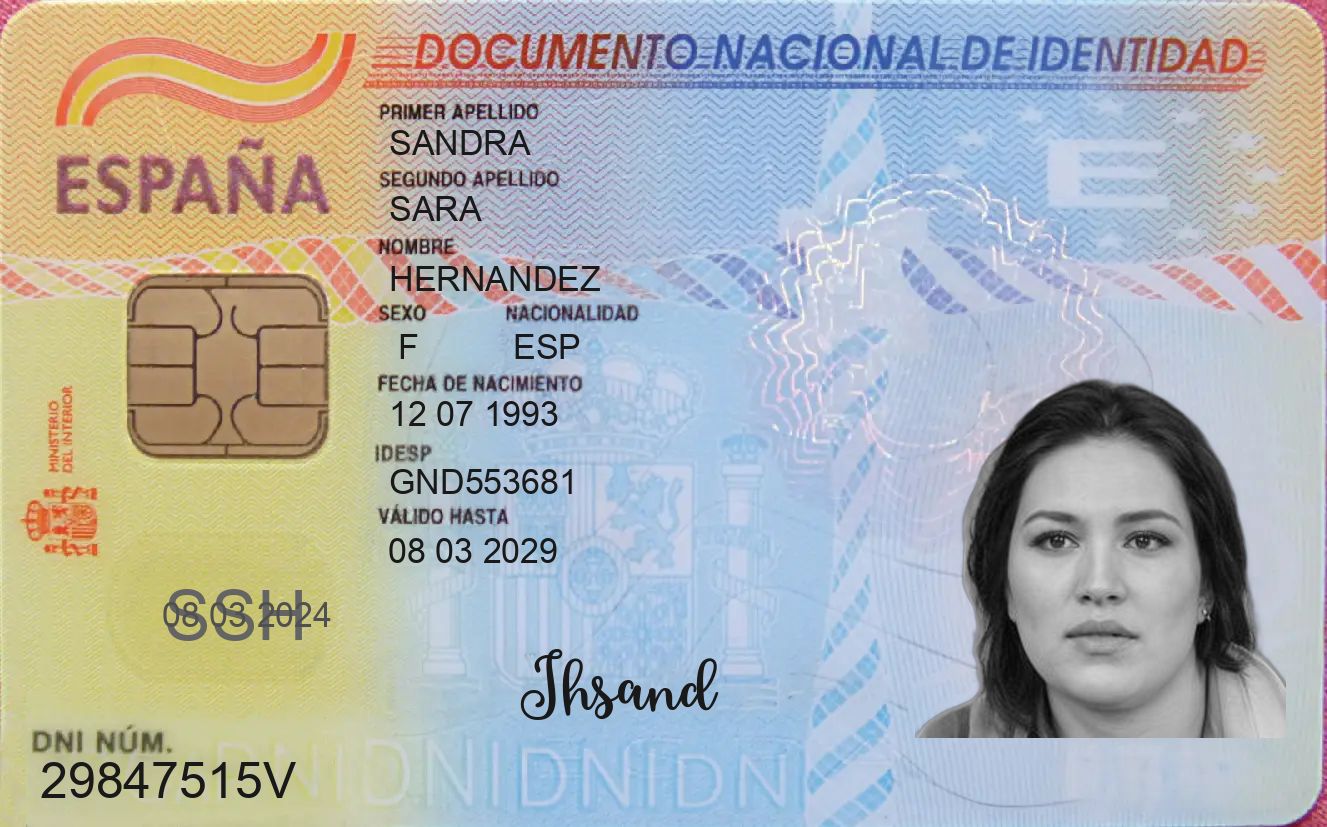 DOCUMENTO NACIONAL DE IDENTIDAD
ESPAÑA
PRIMER APELLIDO
SANDRA
SEGUNDO APELLIDO
SARA
NOMBRE
HERNANDEZ
SEXO NACIONALIDAD
F ESP
FECHA DE NACIMIENTO
12 07 1993
IDESP
GND553681
VÁLIDO HASTA
08 03 2029
MINISTERIO
DEL INTERIOR
E
SSH
08 03 2024
Jhsand
DNI NÚM.
29847515V
DNIDNIDNIDN